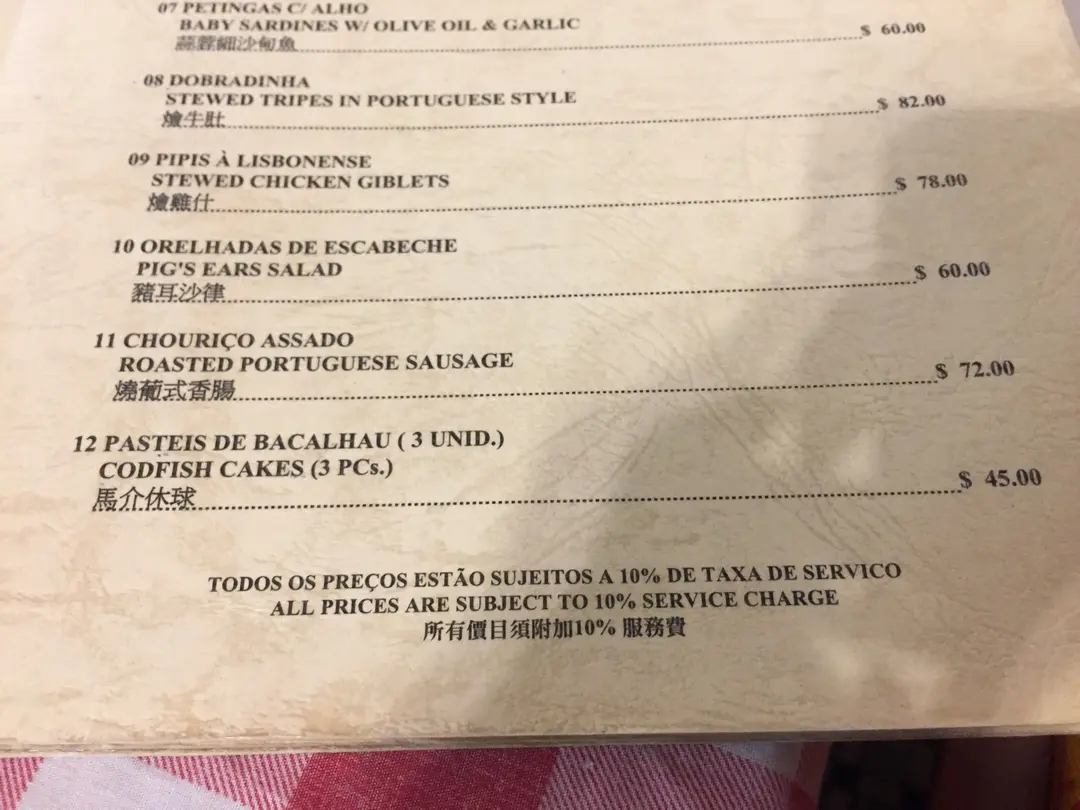 07 PETINGAS C/ ALHO
BABY SARDINES W/ OLIVE OIL & GARLIC
蒜蓉細沙甸魚 $ 60.00
08 DOBRADINHA
STEWED TRIPES IN PORTUGUESE STYLE
燴牛肚 $ 82.00
09 PIPIS À LISBONENSE
STEWED CHICKEN GIBLETS
燴雞什 $ 78.00
10 ORELHADAS DE ESCABECHE
PIG'S EARS SALAD
豬耳沙律 $ 60.00
11 CHOURIÇO ASSADO
ROASTED PORTUGUESE SAUSAGE
燒葡式香腸 $ 72.00
12 PASTEIS DE BACALHAU ( 3 UNID.)
CODFISH CAKES (3 PCs.)
馬介休球 $ 45.00
TODOS OS PREÇOS ESTÃO SUJEITOS A 10% DE TAXA DE SERVICO
ALL PRICES ARE SUBJECT TO 10% SERVICE CHARGE
所有價目須附加10% 服務費